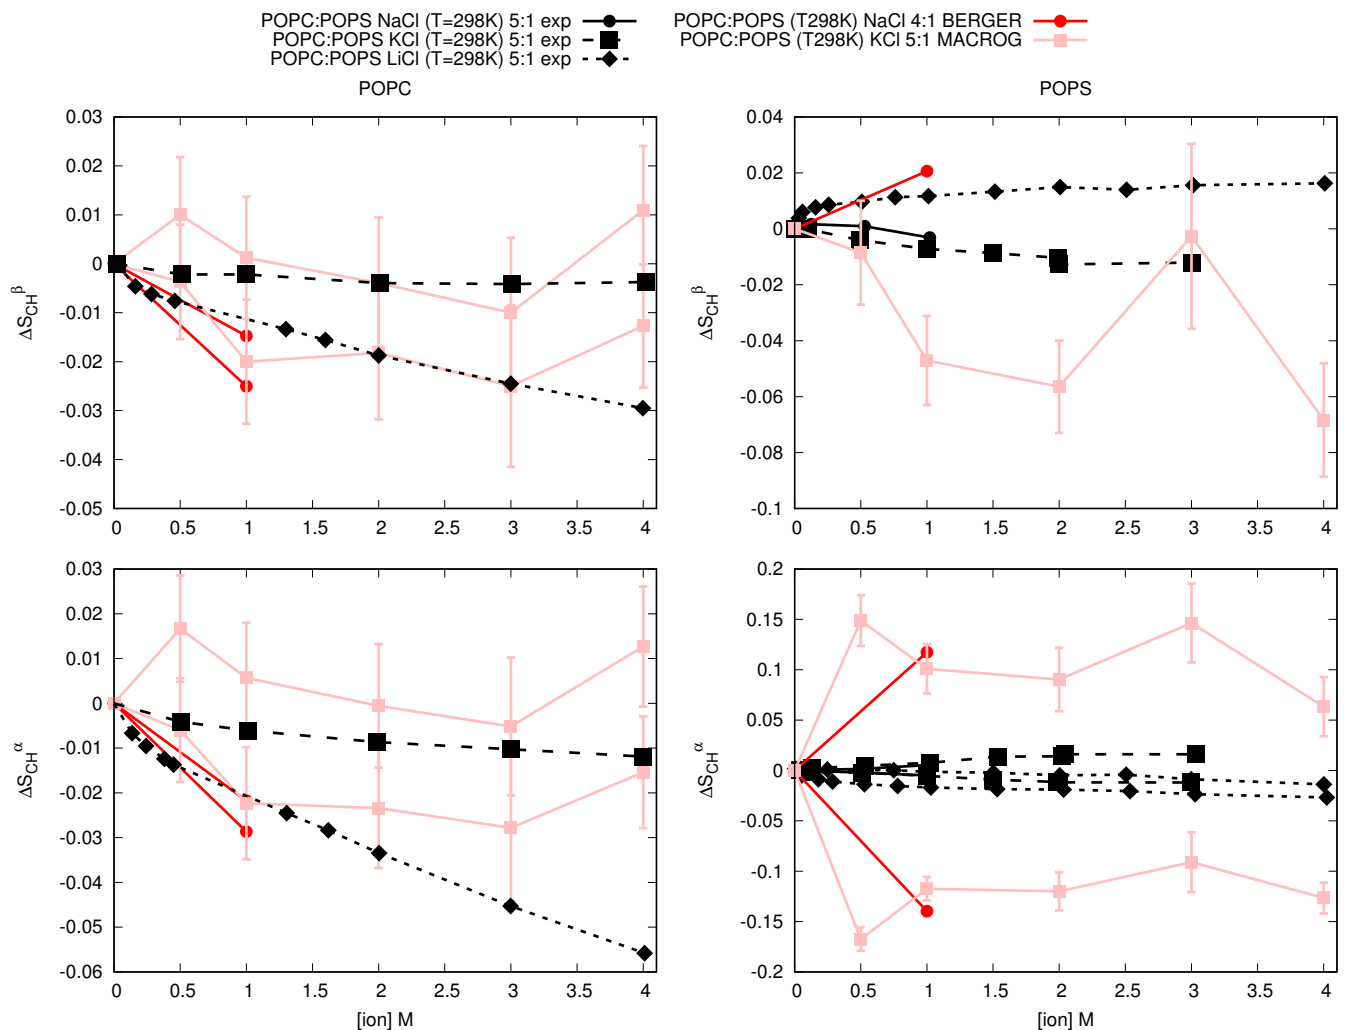 POPC:POPS NaCl (T=298K) 5:1 exp
POPC:POPS KCl (T=298K) 5:1 exp
POPC:POPS LiCl (T=298K) 5:1 exp
POPC:POPS (T298K) NaCl 4:1 BERGER
POPC:POPS (T298K) KCl 5:1 MACROG
POPC
0.03
0.02
0.01
0
-0.01
-0.02
-0.03
-0.04
-0.05
ΔS_CH^β
0 0.5 1 1.5 2 2.5 3 3.5 4
POPS
0.04
0.02
0
-0.02
-0.04
-0.06
-0.08
-0.1
ΔS_CH^β
0 0.5 1 1.5 2 2.5 3 3.5 4
0.03
0.02
0.01
0
-0.01
-0.02
-0.03
-0.04
-0.05
-0.06
ΔS_CH^α
0 0.5 1 1.5 2 2.5 3 3.5 4
[ion] M
0.2
0.15
0.1
0.05
0
-0.05
-0.1
-0.15
-0.2
ΔS_CH^α
0 0.5 1 1.5 2 2.5 3 3.5 4
[ion] M